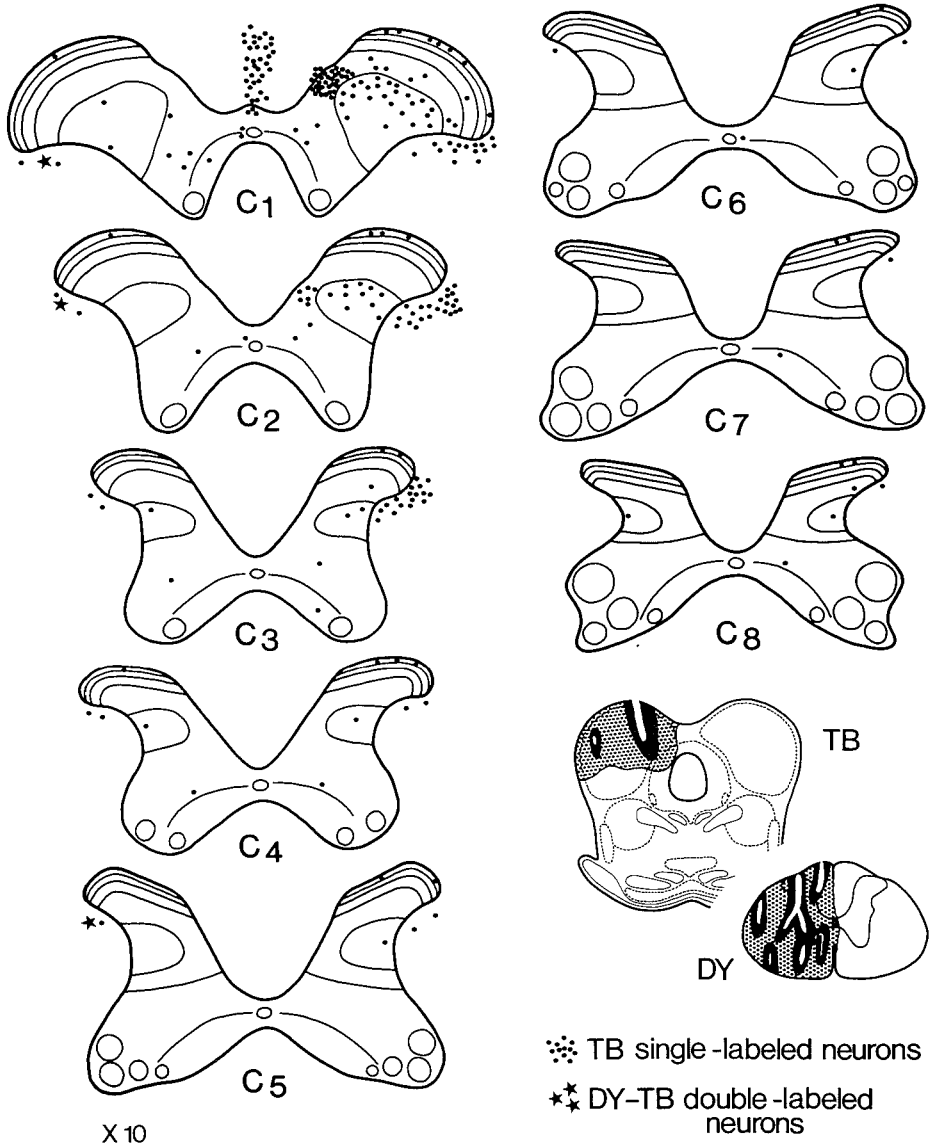 C1
C2
C3
C4
C5
X 10
C6
C7
C8
TB
DY
TB single-labeled neurons
DY-TB double-labeled
neurons